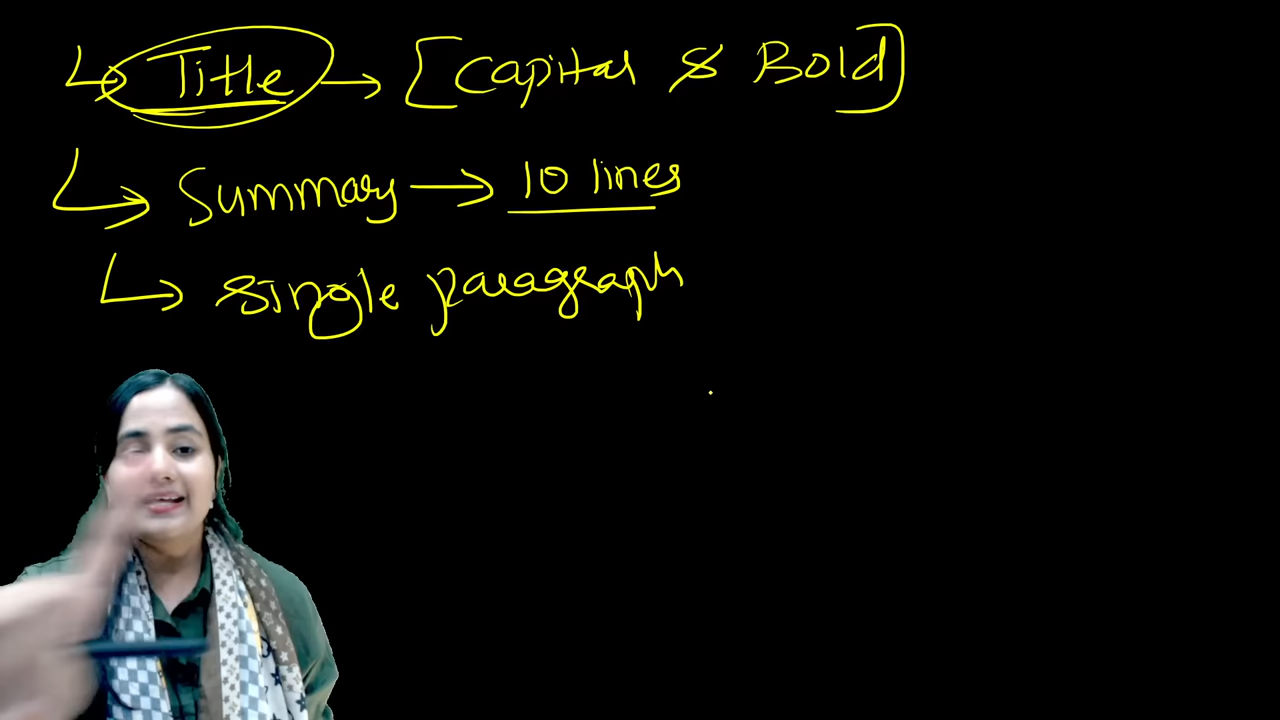 ↳ Title → [Capital & Bold]
↳ Summary → 10 lines
↳ single paragraph